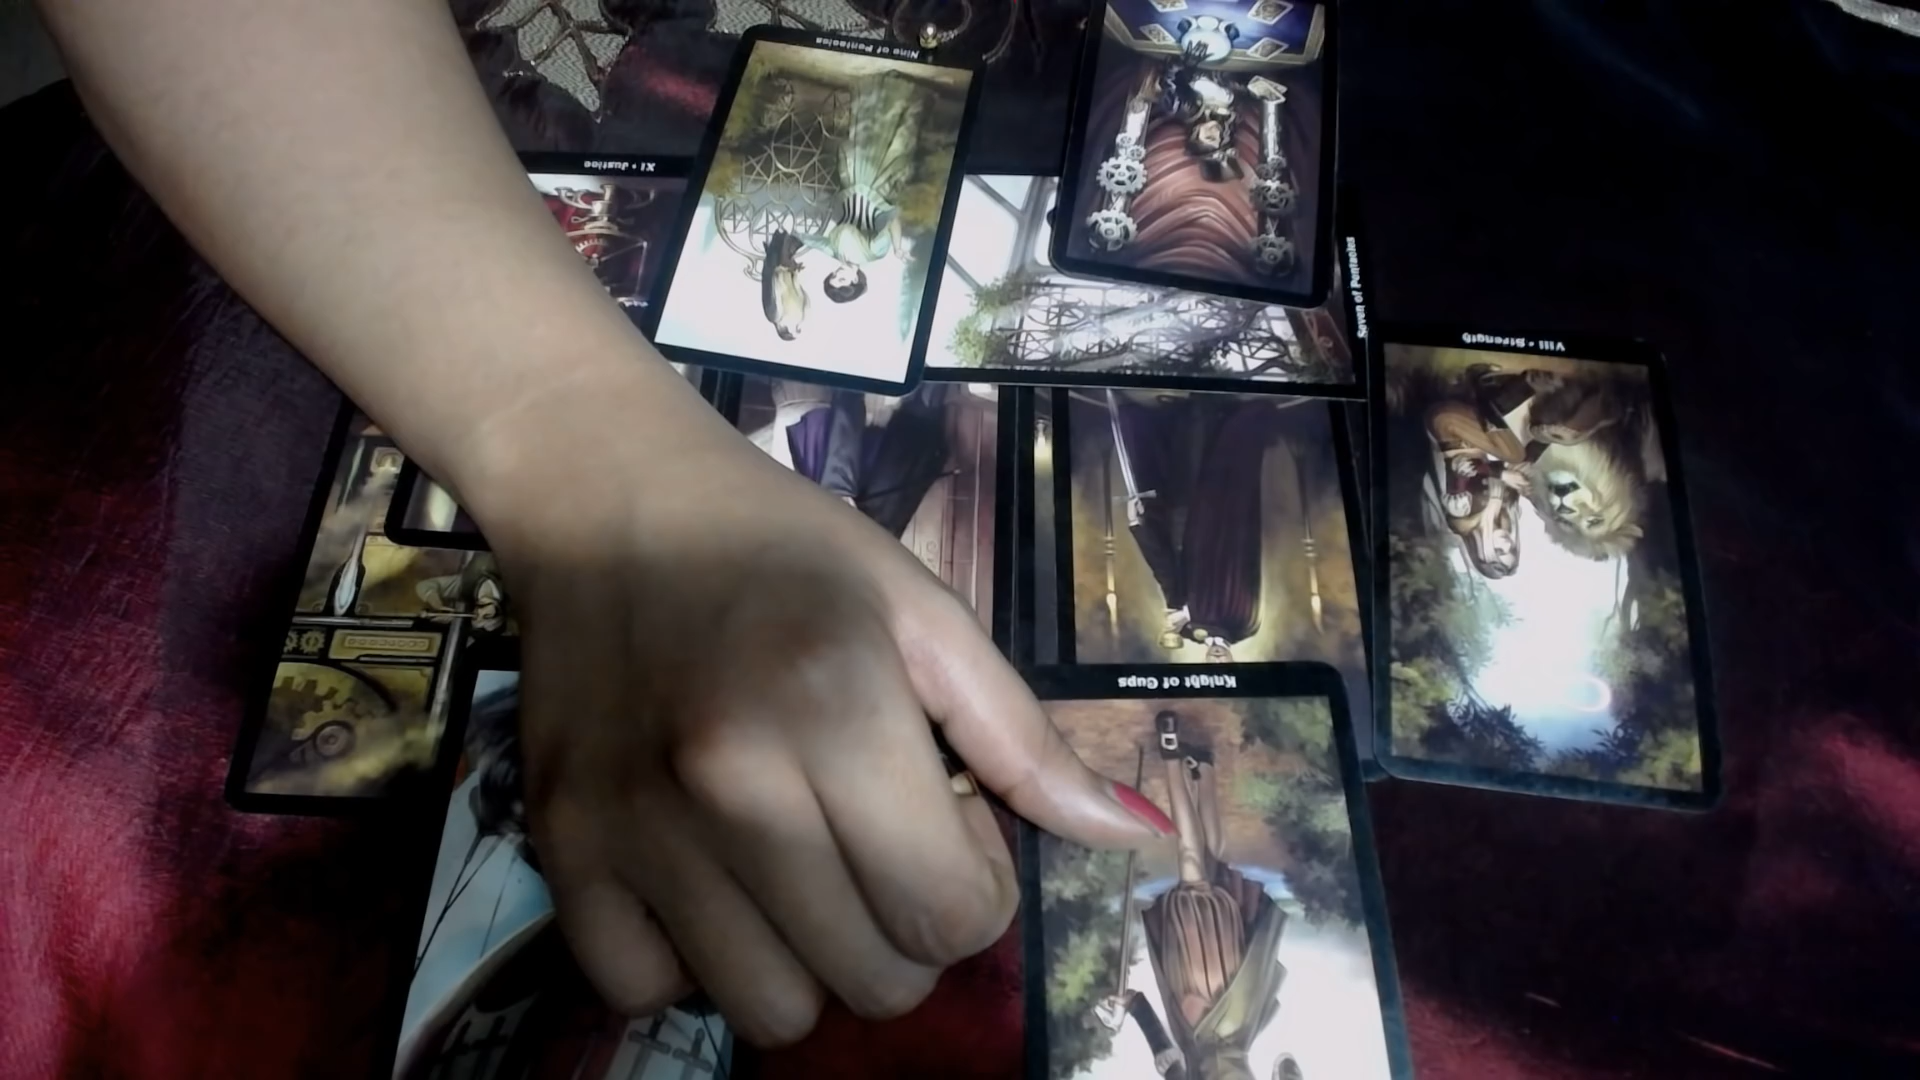 Nine of Pentacles
XI • Justice
Seven of Pentacles
VIII • Strength
Knight of Cups